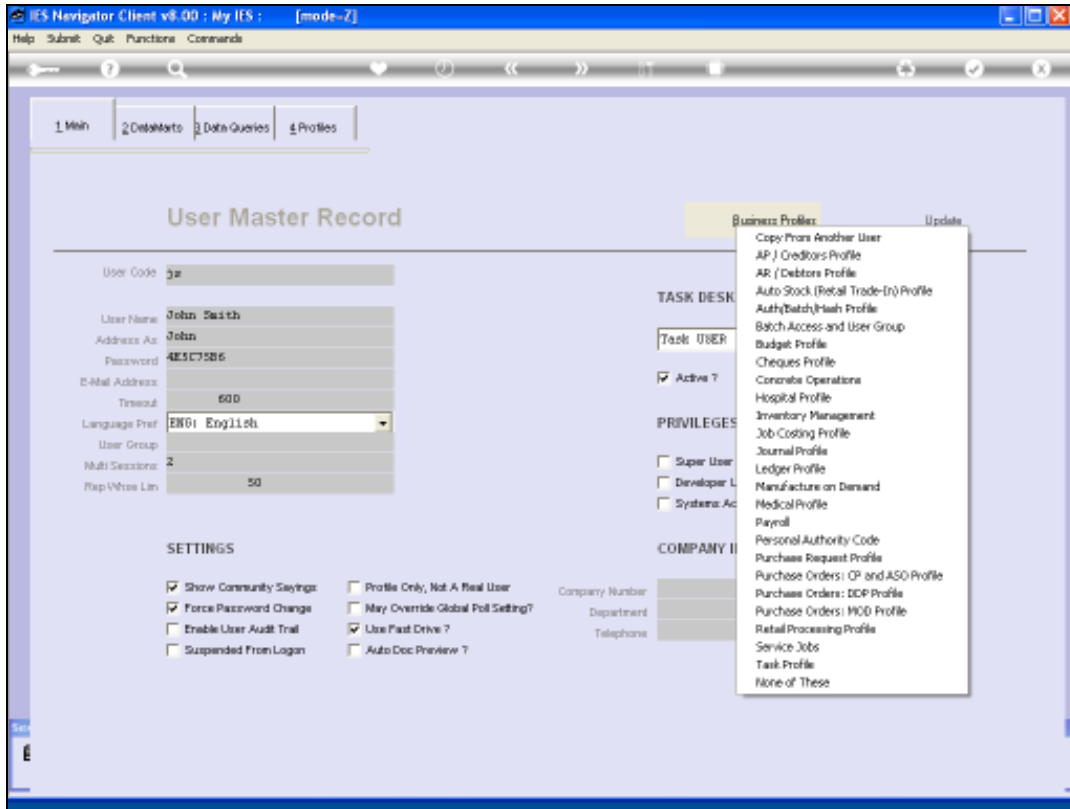 IES Navigator Client v8.00 : My IES : [mode=Z]
Help Submit Quit Functions Commands
1 Main 2 DataMarts 3 Data Queries 4 Profiles
User Master Record
Business Profiles Update
User Code js
User Name John Smith
Address As John
Password 4E5C75B6
E-Mail Address
Timeout 600
Language Pref ENG: English
User Group
Multi Sessions 2
Rep Whse Lim 50
SETTINGS
Show Community Sayings Profile Only, Not A Real User
Force Password Change May Override Global Poll Setting?
Enable User Audit Trail Use Fast Drive ?
Suspended From Logon Auto Doc Preview ?
TASK DESK
Task USER
Active ?
PRIVILEGES
Super User
Developer L
Systems Ac
COMPANY I
Company Number
Department
Telephone
Copy From Another User
AP / Creditors Profile
AR / Debtors Profile
Auto Stock (Retail Trade-In) Profile
Auth/Batch/Hash Profile
Batch Access and User Group
Budget Profile
Cheques Profile
Concrete Operations
Hospital Profile
Inventory Management
Job Costing Profile
Journal Profile
Ledger Profile
Manufacture on Demand
Medical Profile
Payroll
Personal Authority Code
Purchase Request Profile
Purchase Orders: OP and ASO Profile
Purchase Orders: DDP Profile
Purchase Orders: MOD Profile
Retail Processing Profile
Service Jobs
Task Profile
None of These